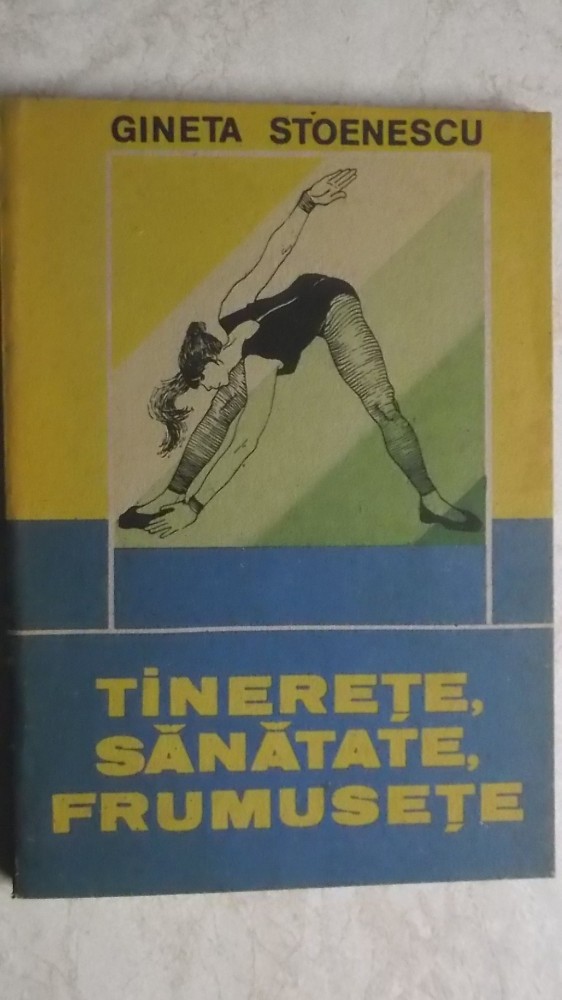 GINETA STOENESCU
TINEREȚE,
SĂNĂTATE,
FRUMUSEȚE